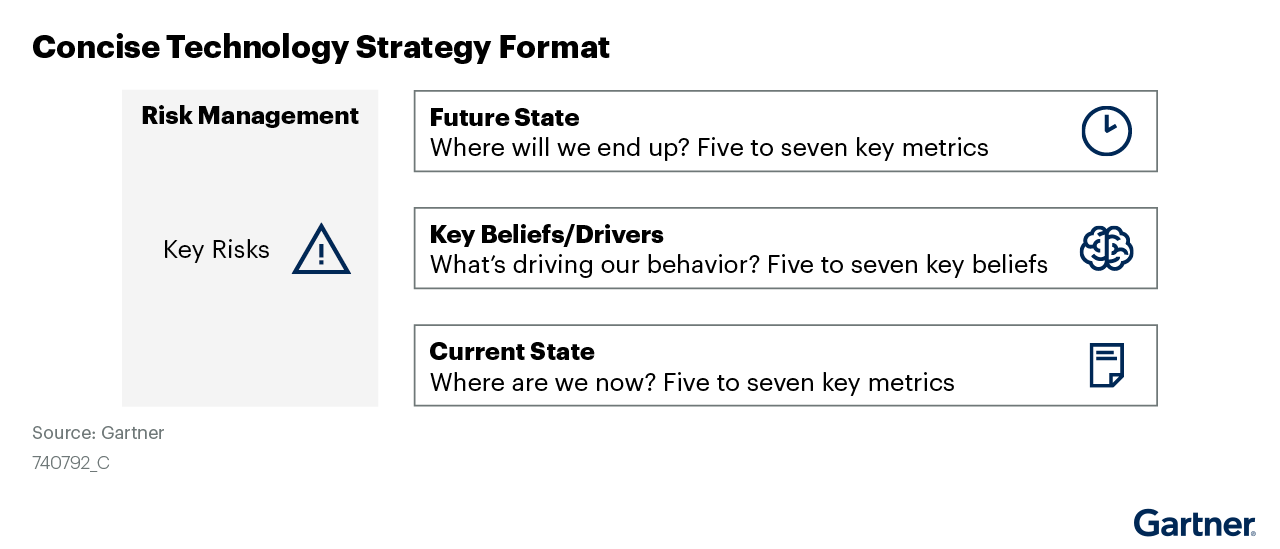 Concise Technology Strategy Format
Risk Management
Key Risks
Future State
Where will we end up? Five to seven key metrics
Key Beliefs/Drivers
What’s driving our behavior? Five to seven key beliefs
Current State
Where are we now? Five to seven key metrics
Source: Gartner
740792_C
Gartner®